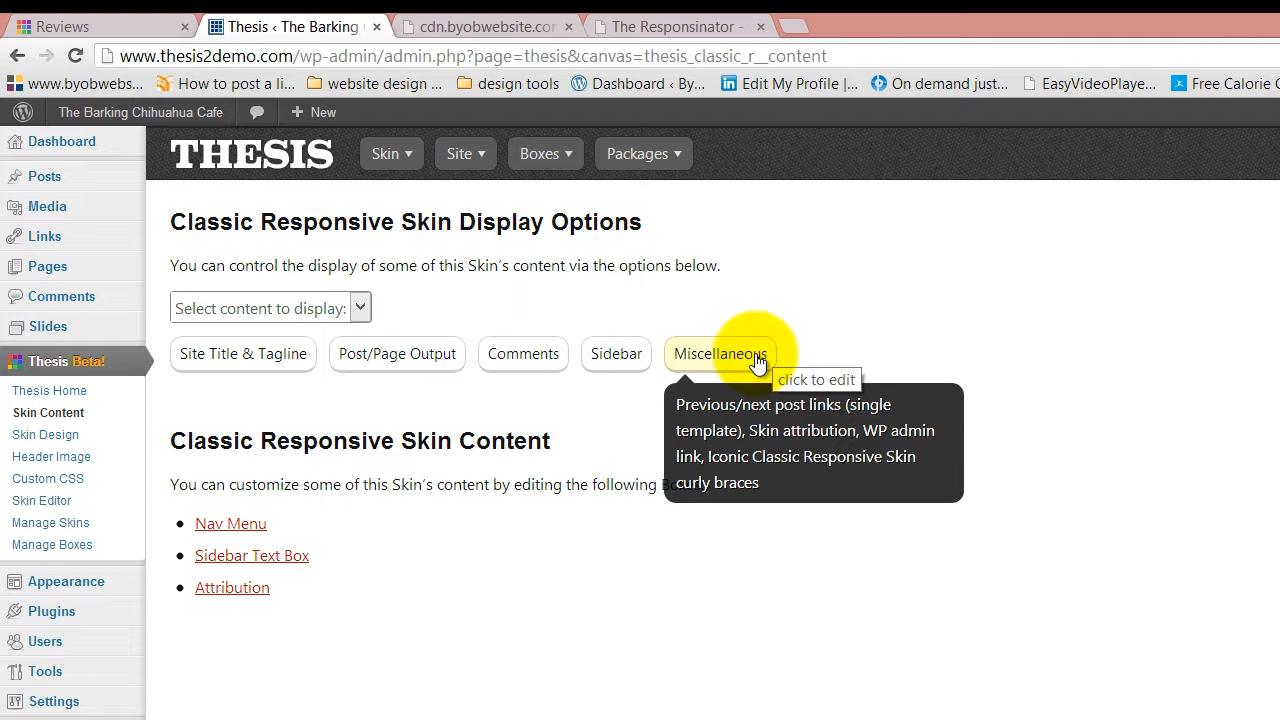 Reviews
Thesis ‹ The Barking
cdn.byobwebsite.con
The Responsinator -
www.thesis2demo.com/wp-admin/admin.php?page=thesis&canvas=thesis_classic_r__content
www.byobwebs...
How to post a li...
website design ...
design tools
Dashboard ‹ By...
Edit My Profile |...
On demand just...
EasyVideoPlaye...
Free Calorie C
The Barking Chihuahua Cafe
New
Dashboard
Posts
Media
Links
Pages
Comments
Slides
Thesis Beta!
Thesis Home
Skin Content
Skin Design
Header Image
Custom CSS
Skin Editor
Manage Skins
Manage Boxes
Appearance
Plugins
Users
Tools
Settings
THESIS
Skin
Site
Boxes
Packages
Classic Responsive Skin Display Options
You can control the display of some of this Skin's content via the options below.
Select content to display:
Site Title & Tagline
Post/Page Output
Comments
Sidebar
Miscellaneous
click to edit
Previous/next post links (single
template), Skin attribution, WP admin
link, Iconic Classic Responsive Skin
curly braces
Classic Responsive Skin Content
You can customize some of this Skin's content by editing the following
Nav Menu
Sidebar Text Box
Attribution